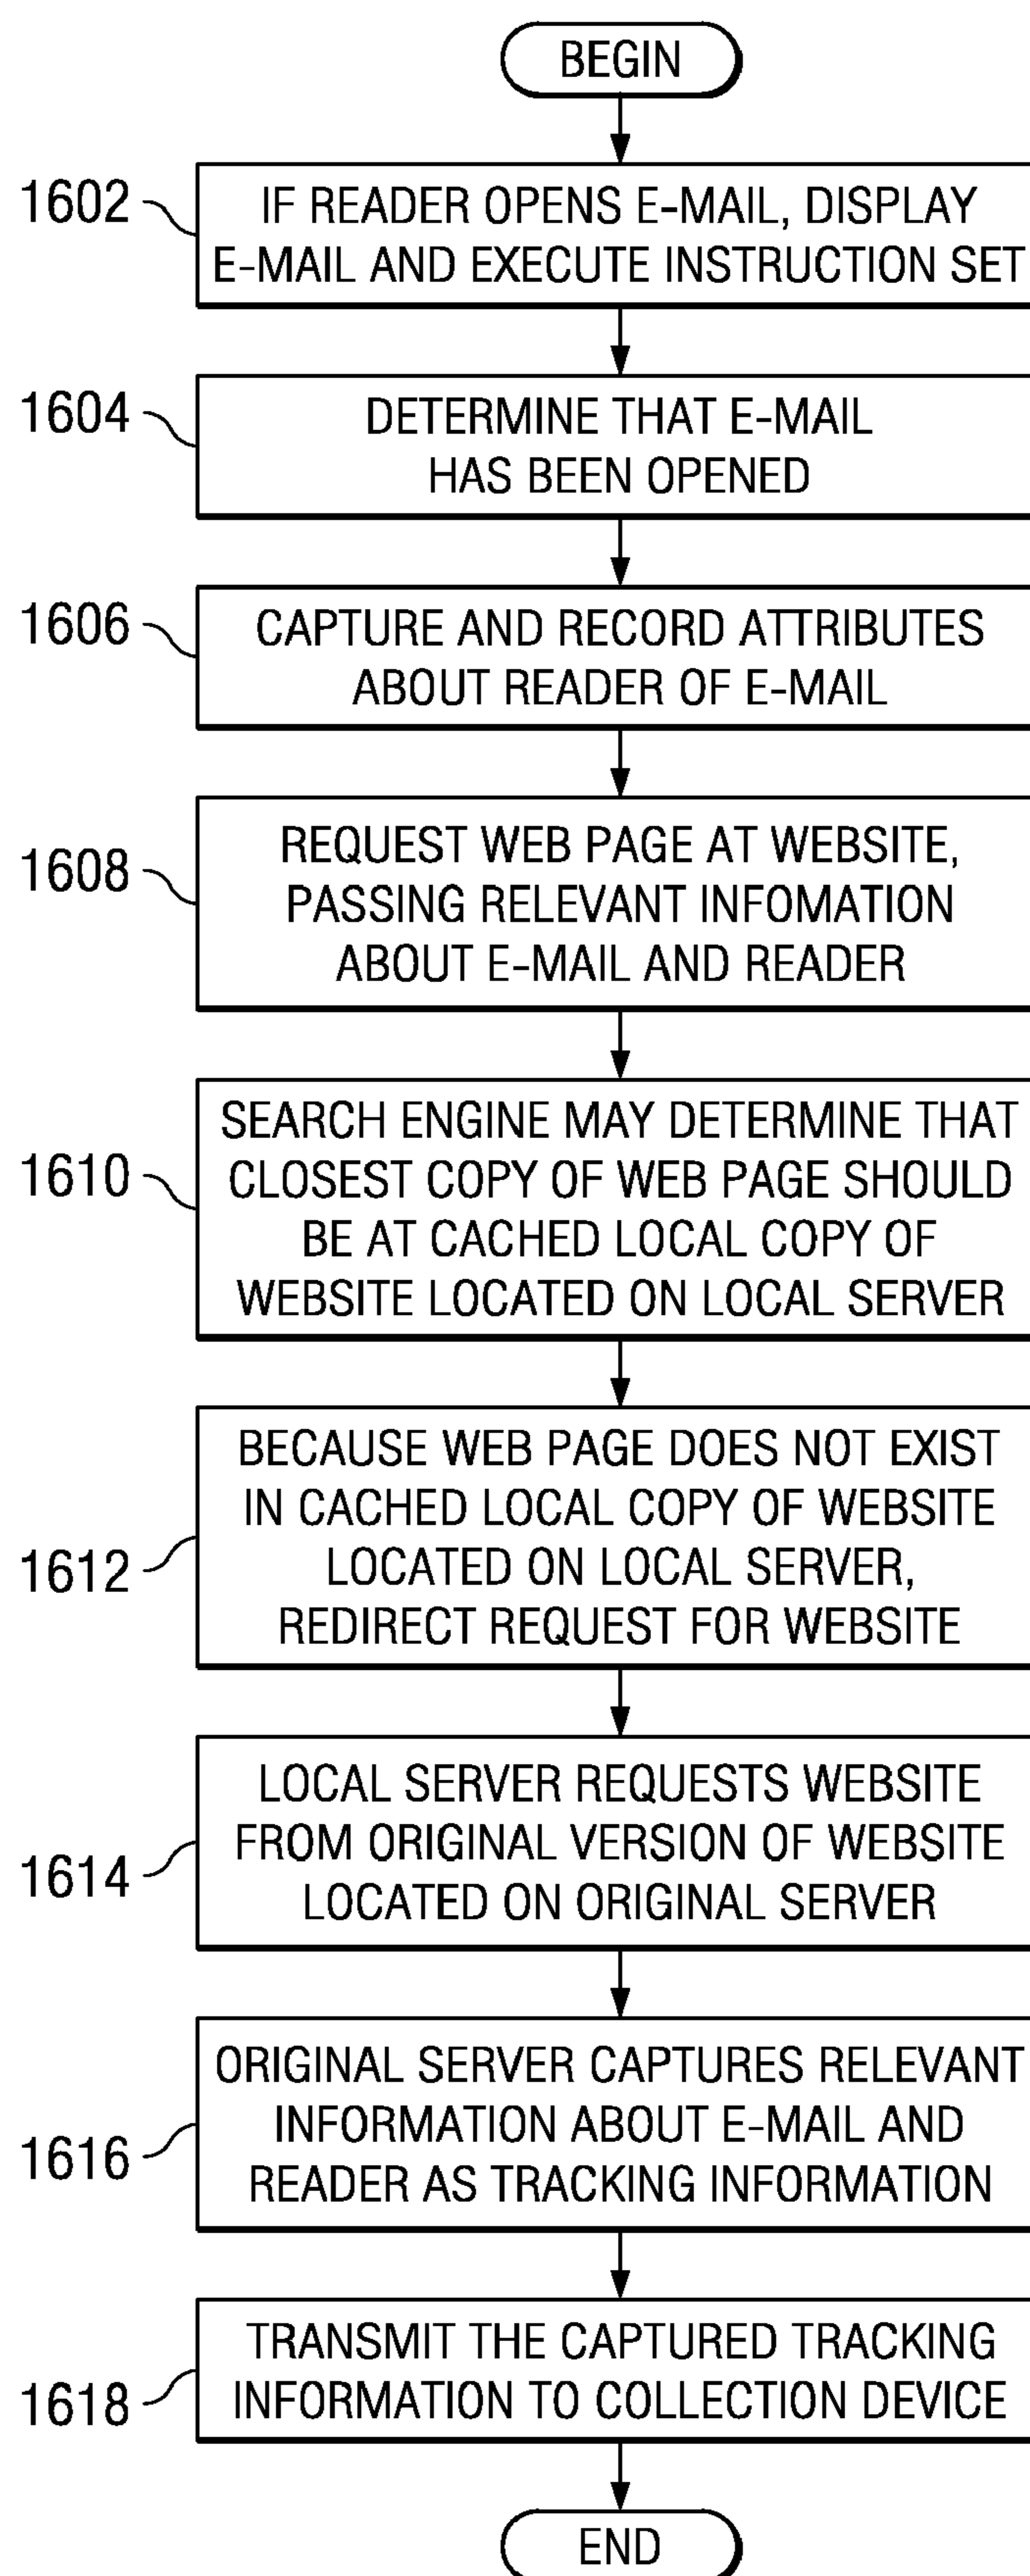 BEGIN
1602
IF READER OPENS E-MAIL, DISPLAY
E-MAIL AND EXECUTE INSTRUCTION SET
1604
DETERMINE THAT E-MAIL
HAS BEEN OPENED
1606
CAPTURE AND RECORD ATTRIBUTES
ABOUT READER OF E-MAIL
1608
REQUEST WEB PAGE AT WEBSITE,
PASSING RELEVANT INFOMATION
ABOUT E-MAIL AND READER
1610
SEARCH ENGINE MAY DETERMINE THAT
CLOSEST COPY OF WEB PAGE SHOULD
BE AT CACHED LOCAL COPY OF
WEBSITE LOCATED ON LOCAL SERVER
1612
BECAUSE WEB PAGE DOES NOT EXIST
IN CACHED LOCAL COPY OF WEBSITE
LOCATED ON LOCAL SERVER,
REDIRECT REQUEST FOR WEBSITE
1614
LOCAL SERVER REQUESTS WEBSITE
FROM ORIGINAL VERSION OF WEBSITE
LOCATED ON ORIGINAL SERVER
1616
ORIGINAL SERVER CAPTURES RELEVANT
INFORMATION ABOUT E-MAIL AND
READER AS TRACKING INFORMATION
1618
TRANSMIT THE CAPTURED TRACKING
INFORMATION TO COLLECTION DEVICE
END